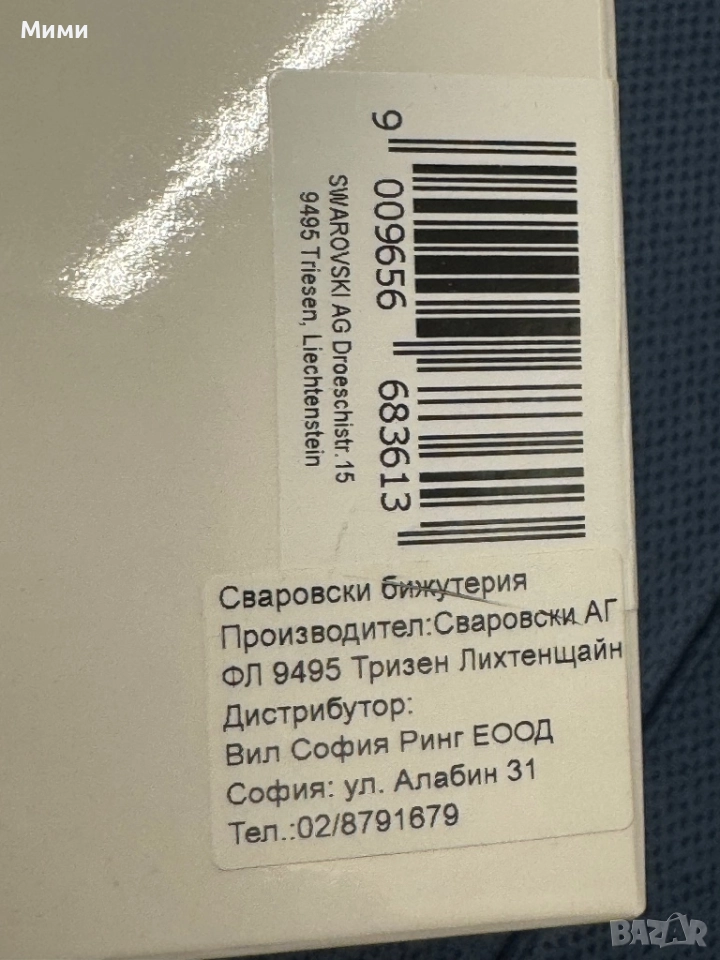 Мими
9 009656 683613
SWAROVSKI AG Droeschistr.15
9495 Triesen, Liechtenstein
Сваровски бижутерия
Производител:Сваровски АГ
ФЛ 9495 Тризен Лихтенщайн
Дистрибутор:
Вил София Ринг ЕООД
София: ул. Алабин 31
Тел.:02/8791679
BAZAR